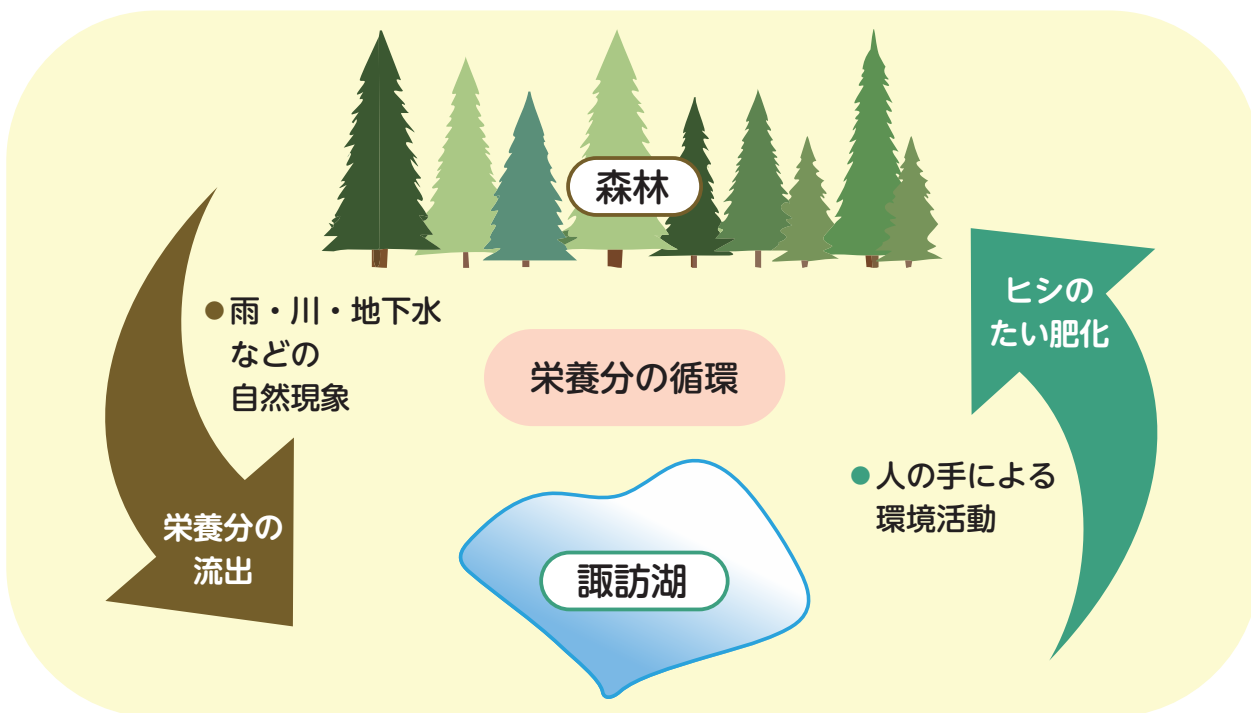 森林
●雨・川・地下水
などの
自然現象
栄養分の
流出
栄養分の循環
諏訪湖
ヒシの
たい肥化
●人の手による
環境活動